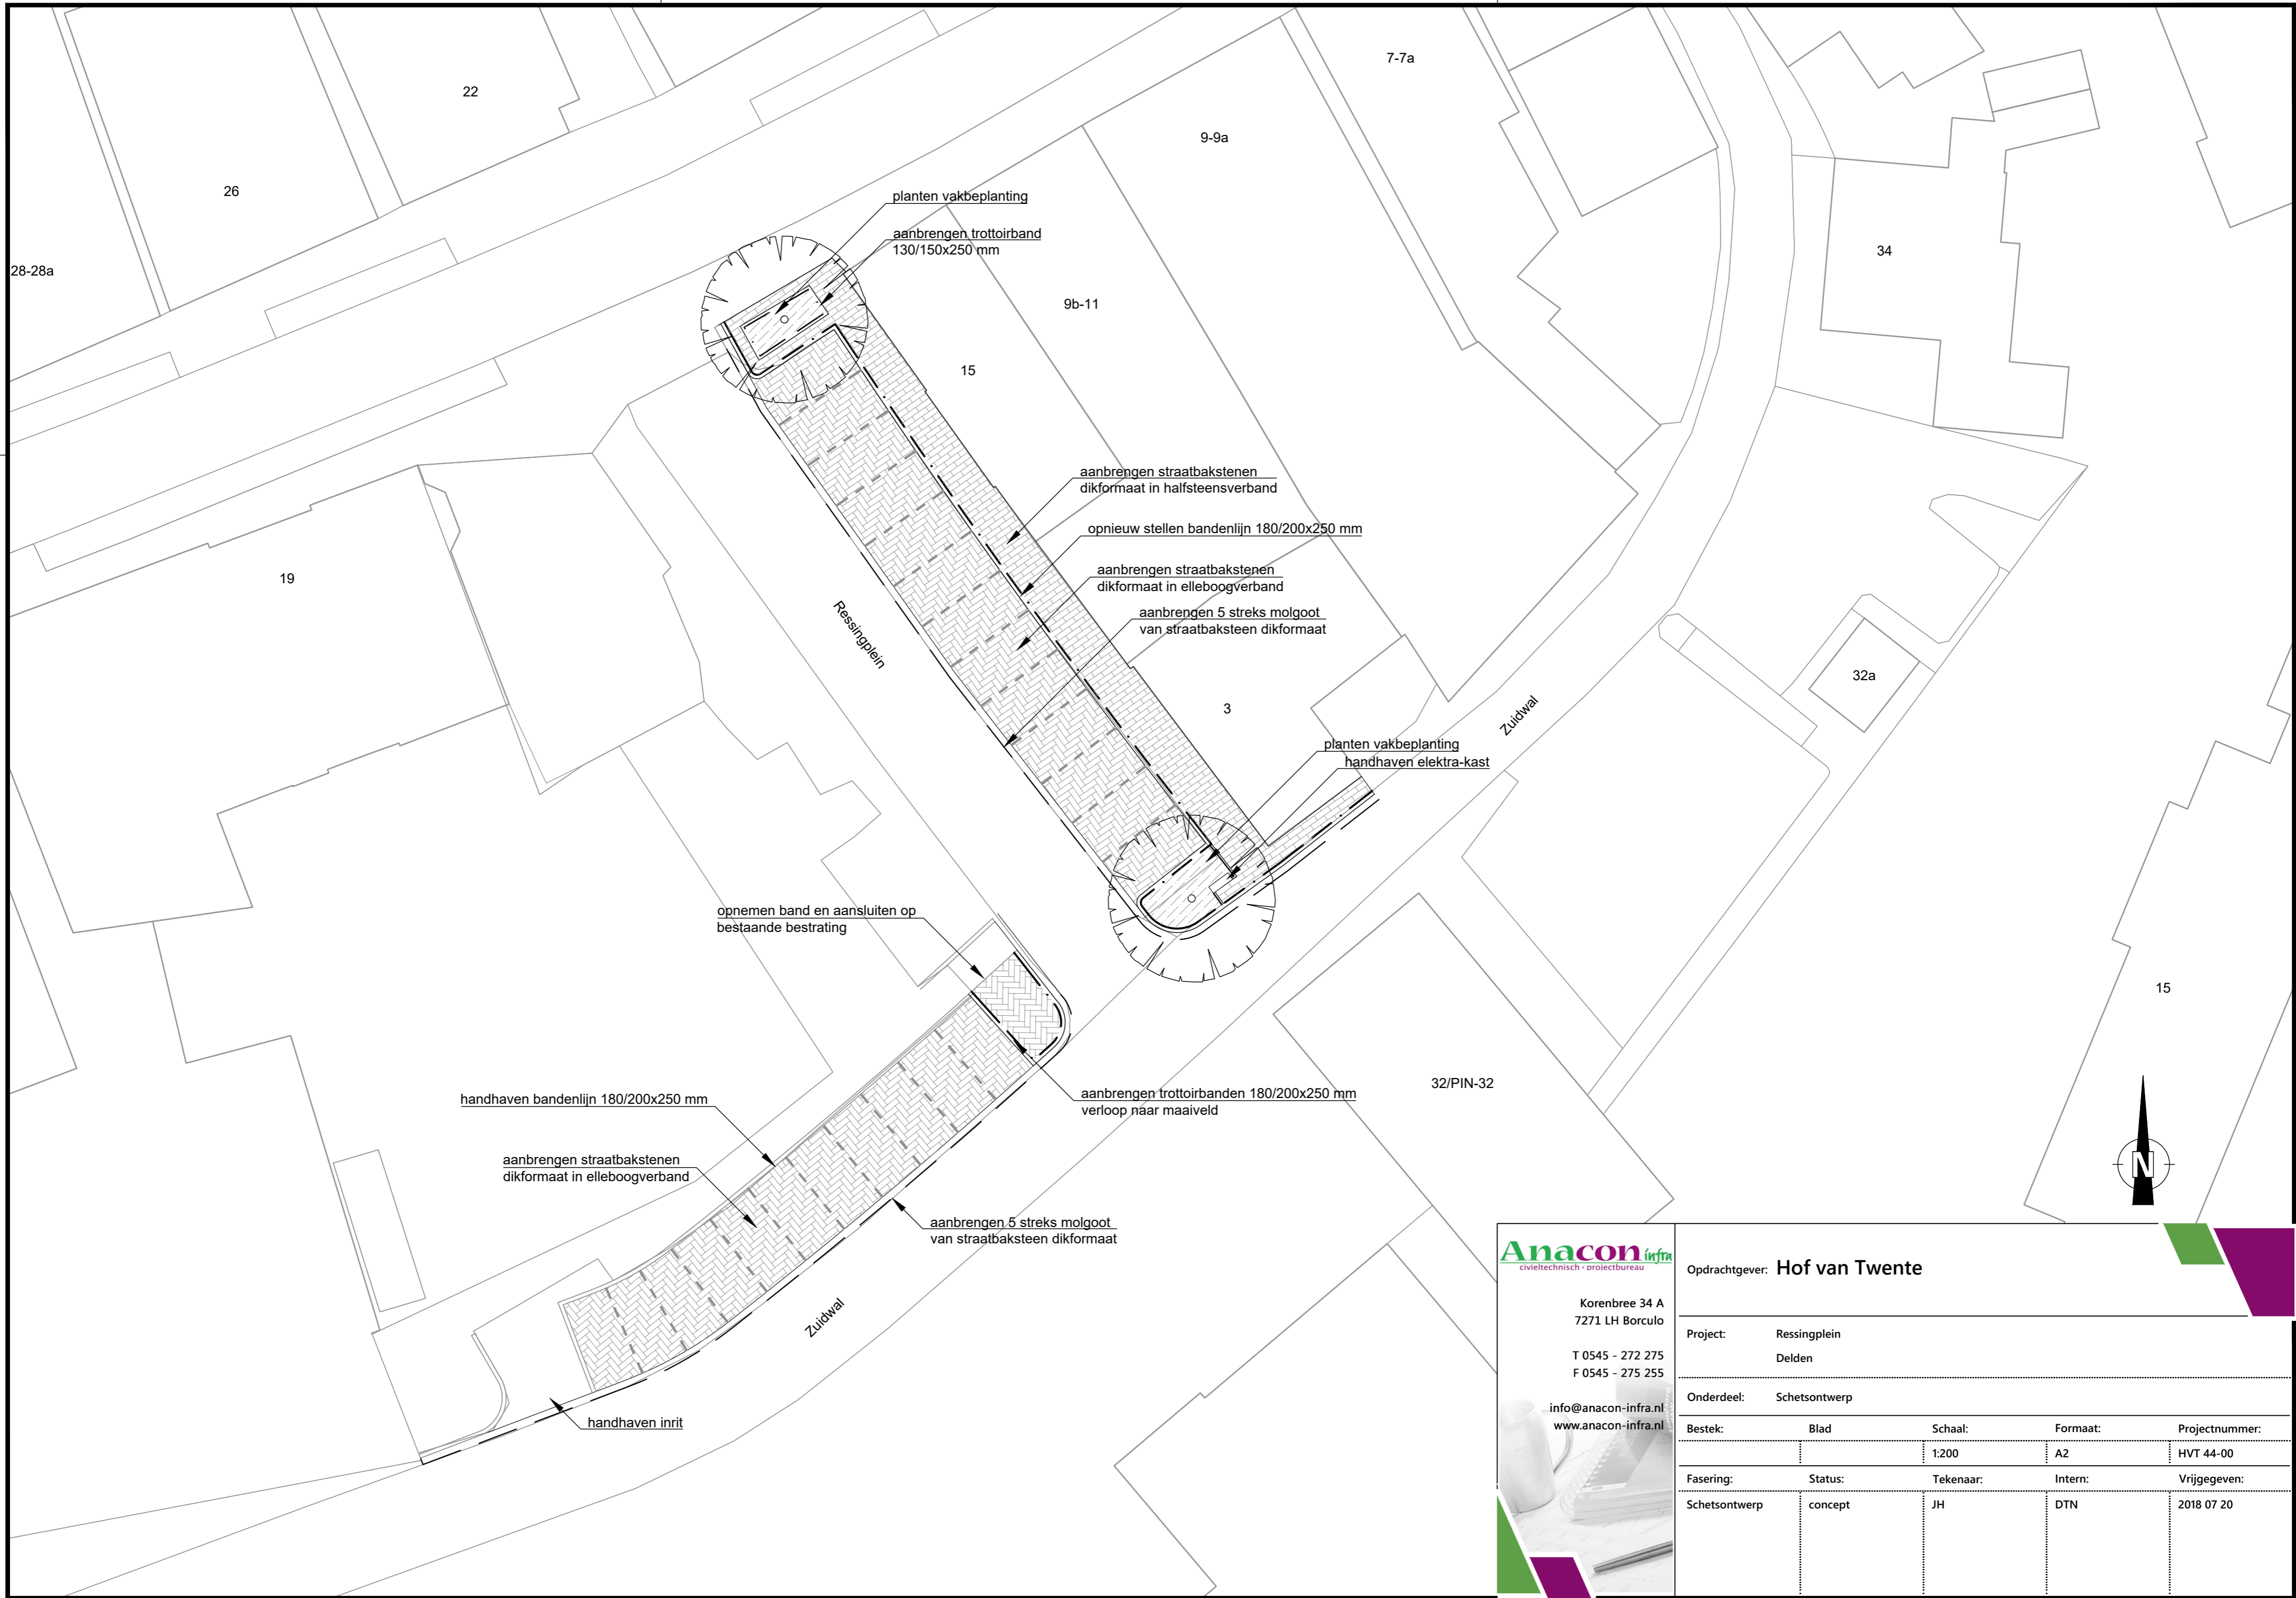 22
7-7a
9-9a
26
planten vakbeplanting
aanbrengen trottoirband
130/150x250 mm
34
28-28a
9b-11
15
aanbrengen straatbakstenen
dikformaat in halfsteensverband
opnieuw stellen bandenlijn 180/200x250 mm
19
aanbrengen straatbakstenen
dikformaat in elleboogverband
aanbrengen 5 streks molgoot
van straatbaksteen dikformaat
Ressingplein
32a
3
Zuidwal
planten vakbeplanting
handhaven elektra-kast
opnemen band en aansluiten op
bestaande bestrating
15
32/PIN-32
handhaven bandenlijn 180/200x250 mm
aanbrengen trottoirbanden 180/200x250 mm
verloop naar maaiveld
aanbrengen straatbakstenen
dikformaat in elleboogverband
N
aanbrengen 5 streks molgoot
van straatbaksteen dikformaat
Zuidwal
handhaven inrit
Anacon infra
civieltechnisch - projectbureau
Korenbree 34 A
7271 LH Borculo
T 0545 - 272 275
F 0545 - 275 255
info@anacon-infra.nl
www.anacon-infra.nl
Opdrachtgever: Hof van Twente
Project: Ressingplein
Delden
Onderdeel: Schetsontwerp
Bestek: Blad Schaal: Formaat: Projectnummer:
1:200 A2 HVT 44-00
Fasering: Status: Tekenaar: Intern: Vrijgegeven:
Schetsontwerp concept JH DTN 2018 07 20